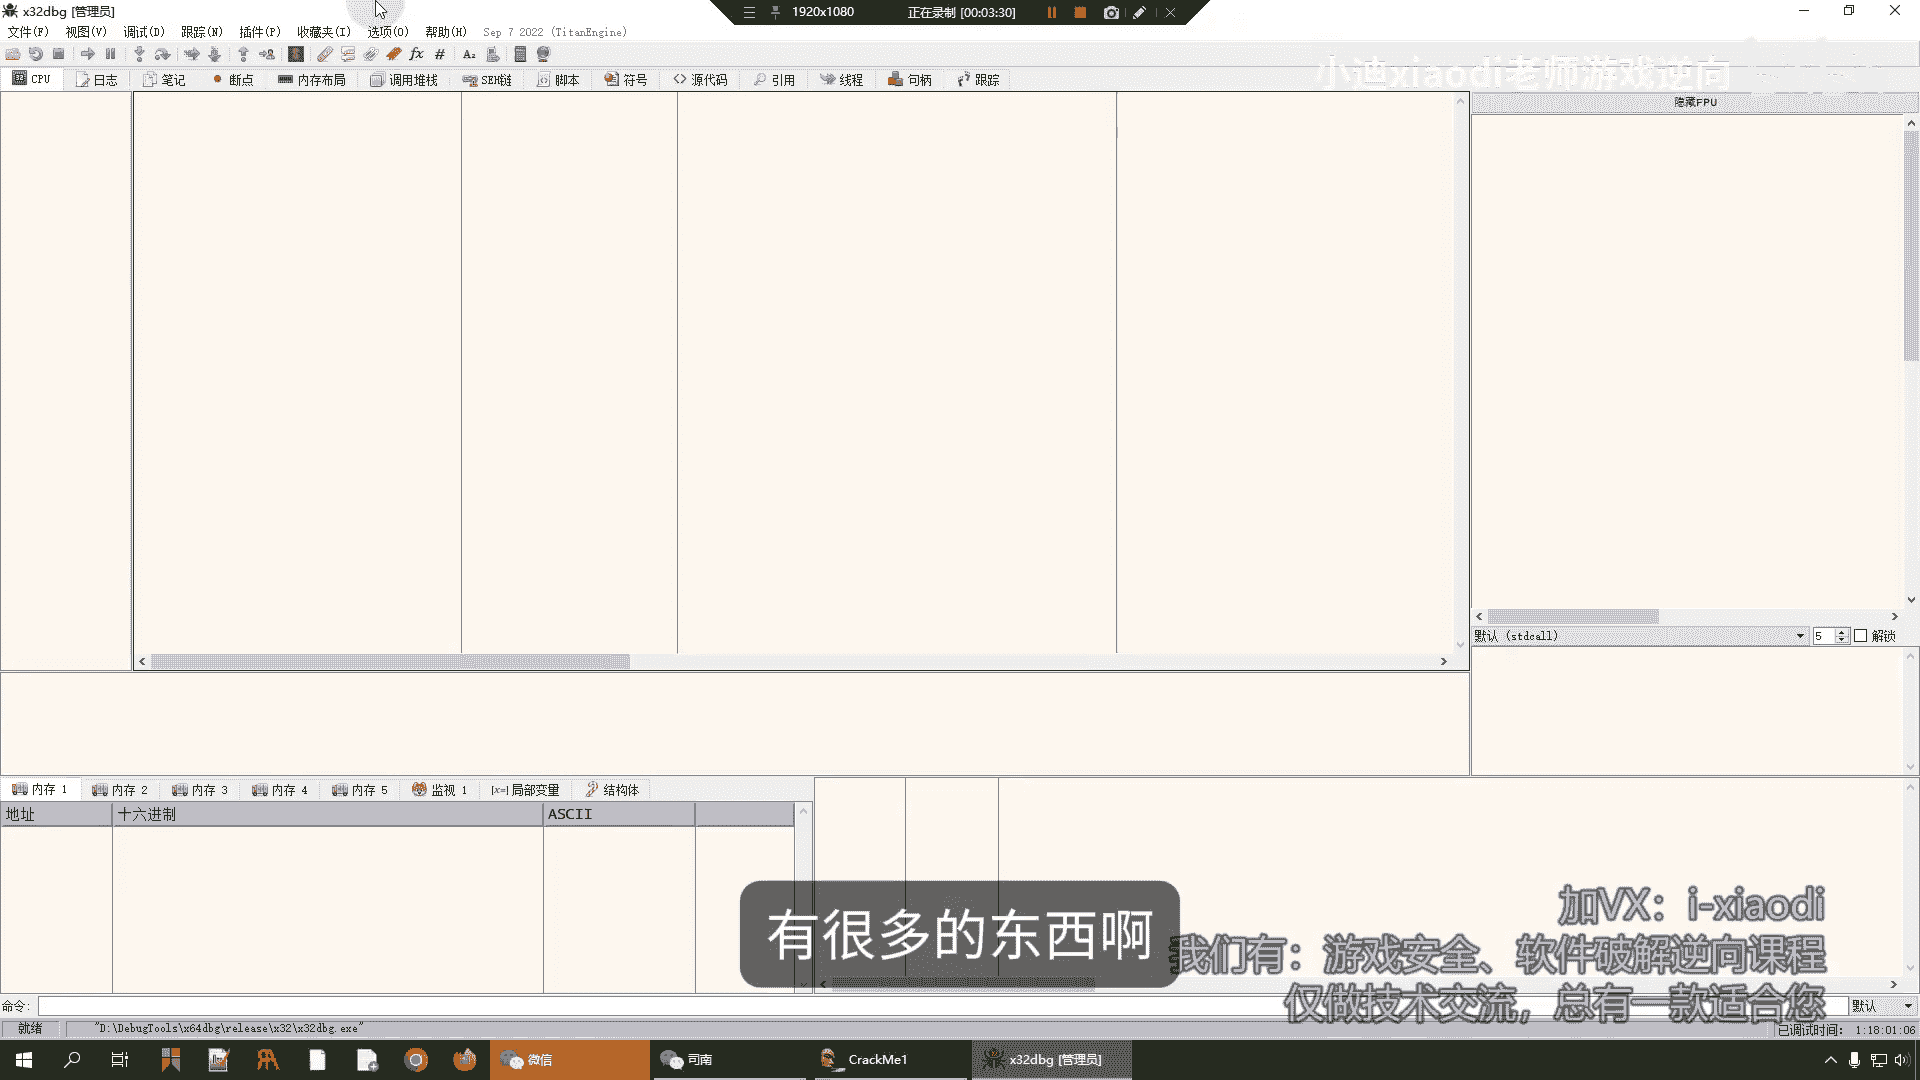 x32dbg [管理员]
1920x1080 正在录制 [00:03:30]
文件(F) 视图(V) 调试(D) 跟踪(N) 插件(P) 收藏夹(I) 选项(O) 帮助(H) Sep 7 2022 (TitanEngine)
CPU 日志 笔记 断点 内存布局 调用堆栈 SEH链 脚本 符号 源代码 引用 线程 句柄 跟踪
小迪xiaodi老师游戏逆向
隐藏FPU
默认 (stdcall) 5 解锁
内存 1 内存 2 内存 3 内存 4 内存 5 监视 1 [x=] 局部变量 结构体
地址 十六进制 ASCII
有很多的东西啊
加VX：i-xiaodi
我们有：游戏安全、软件破解逆向课程
仅做技术交流，总有一款适合您
命令: 默认
就绪 "D:\DebugTools\x64dbg\release\x32\x32dbg.exe" 已调试时间: 1:18:01:06
微信 司南 CrackMe1 x32dbg [管理员]